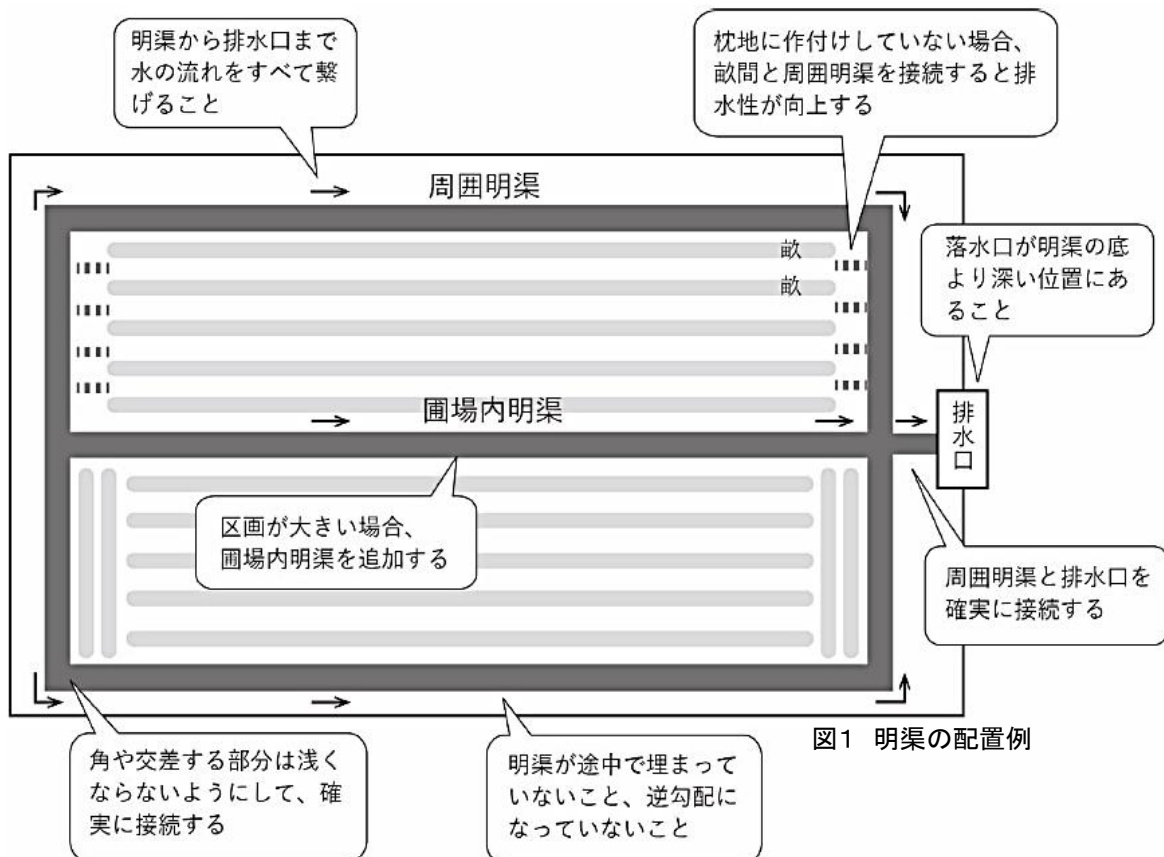 明渠から排水口まで
水の流れをすべて繋
げること
枕地に作付けしていない場合、
畝間と周囲明渠を接続すると排
水性が向上する
周囲明渠
畝
畝
落水口が明渠の底
より深い位置にあ
ること
圃場内明渠
排水口
区画が大きい場合、
圃場内明渠を追加する
周囲明渠と排水口を
確実に接続する
図1 明渠の配置例
角や交差する部分は浅く
ならないようにして、確
実に接続する
明渠が途中で埋まって
いないこと、逆勾配に
なっていないこと